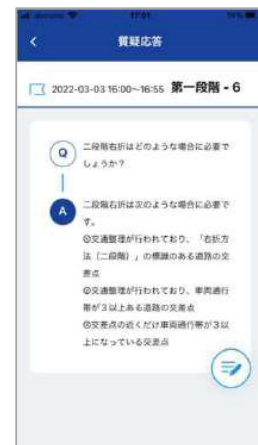 docomo 17:01
質疑応答
2022-03-03 16:00~16:55 第一段階 - 6
Q 二段階右折はどのような場合に必要で
しょうか?
A 二段階右折は次のような場合に必要で
す。
①交通整理が行われており、「右折方
法(二段階)」の標識のある道路の交
差点
②交通整理が行われており、車両通行
帯が3以上ある道路の交差点
③交差点の近くだけ車両通行帯が3以
上になっている交差点